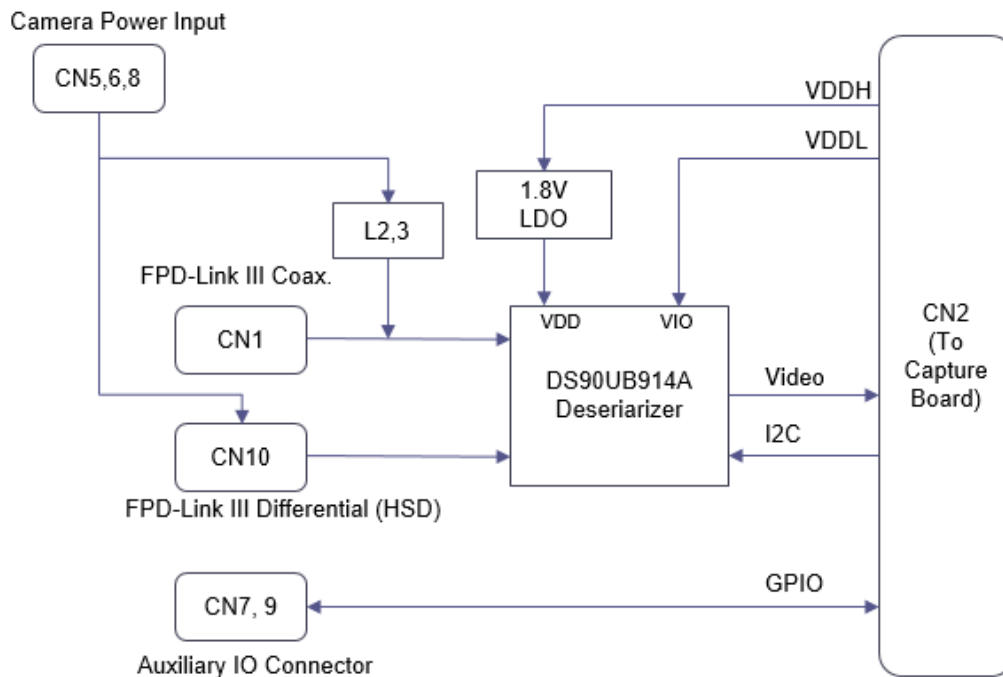 Camera Power Input
CN5,6,8
VDDH
VDDL
1.8V
LDO
L2,3
FPD-Link III Coax.
CN1
VDD
VIO
DS90UB914A
Deseriarizer
Video
I2C
CN2
(To
Capture
Board)
CN10
FPD-Link III Differential (HSD)
GPIO
CN7, 9
Auxiliary IO Connector